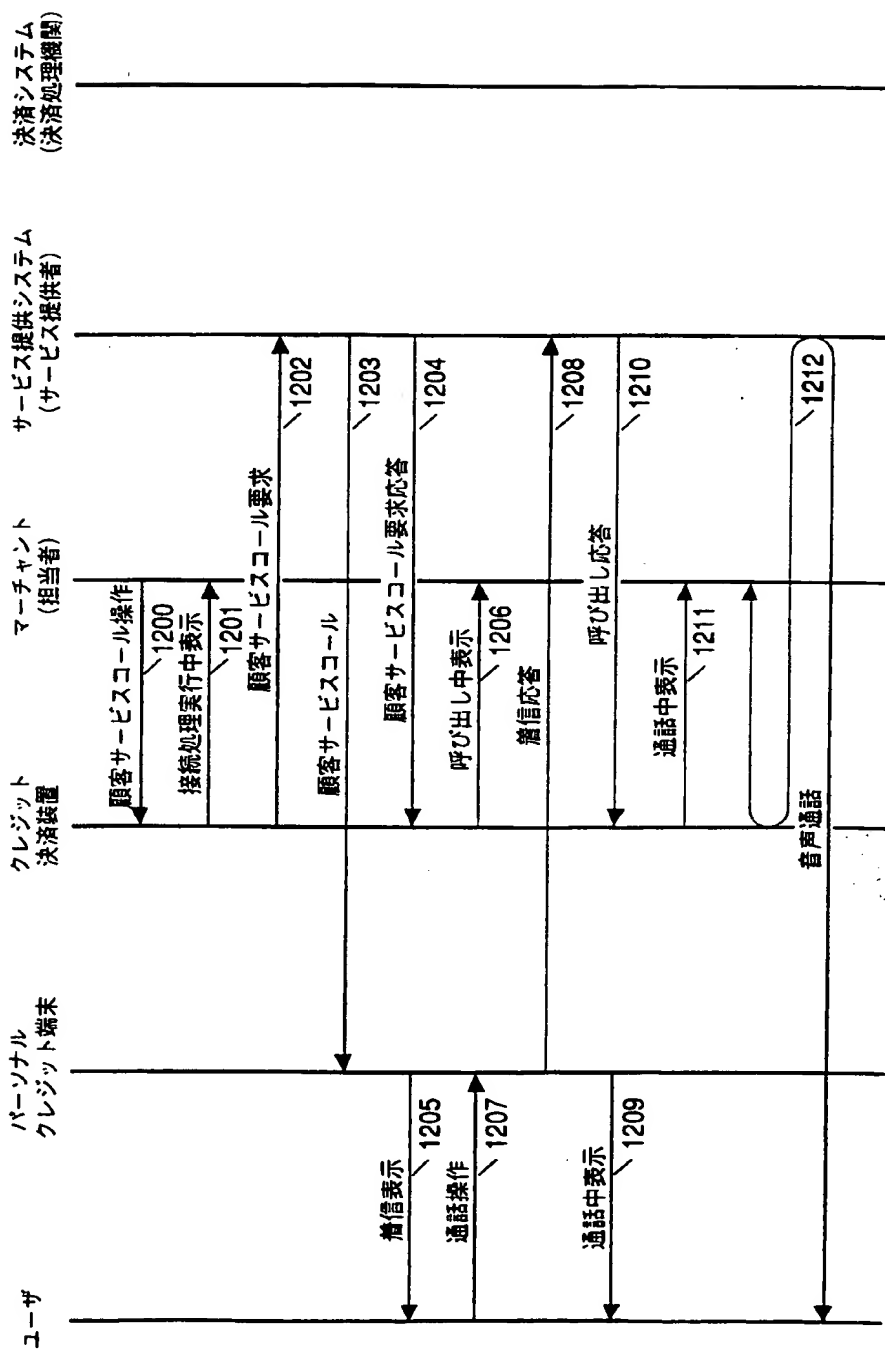 ユーザ
パーソナル
クレジット端末
クレジット
決済装置
マーチャント
(担当者)
サービス提供システム
(サービス提供者)
決済システム
(決済処理機関)
顧客サービスコール操作
1200
接続処理実行中表示
1201
顧客サービスコール要求
1202
顧客サービスコール
1203
顧客サービスコール要求応答
1204
着信表示
1205
呼び出し中表示
1206
通話操作
1207
着信応答
1208
通話中表示
1209
呼び出し応答
1210
通話中表示
1211
音声通話
1212